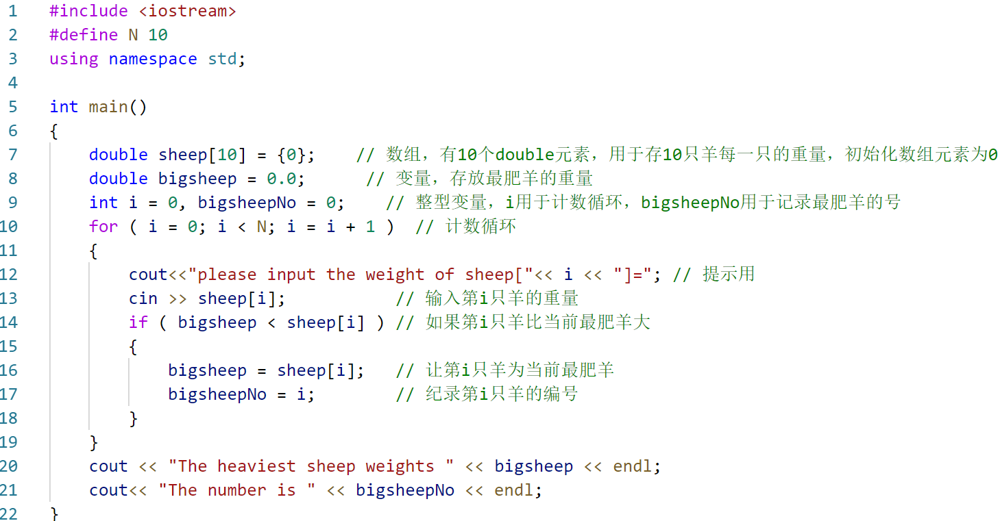 1 #include <iostream>
2 #define N 10
3 using namespace std;
4
5 int main()
6 {
7     double sheep[10] = {0};    // 数组，有10个double元素，用于存10只羊每一只的重量，初始化数组元素为0
8     double bigsheep = 0.0;      // 变量，存放最肥羊的重量
9     int i = 0, bigsheepNo = 0;    // 整型变量，i用于计数循环，bigsheepNo用于记录最肥羊的号
10     for ( i = 0; i < N; i = i + 1 )  // 计数循环
11     {
12         cout<<"please input the weight of sheep["<< i << "]="; // 提示用
13         cin >> sheep[i];           // 输入第i只羊的重量
14         if ( bigsheep < sheep[i] ) // 如果第i只羊比当前最肥羊大
15         {
16             bigsheep = sheep[i];   // 让第i只羊为当前最肥羊
17             bigsheepNo = i;        // 纪录第i只羊的编号
18         }
19     }
20     cout << "The heaviest sheep weights " << bigsheep << endl;
21     cout<< "The number is " << bigsheepNo << endl;
22 }